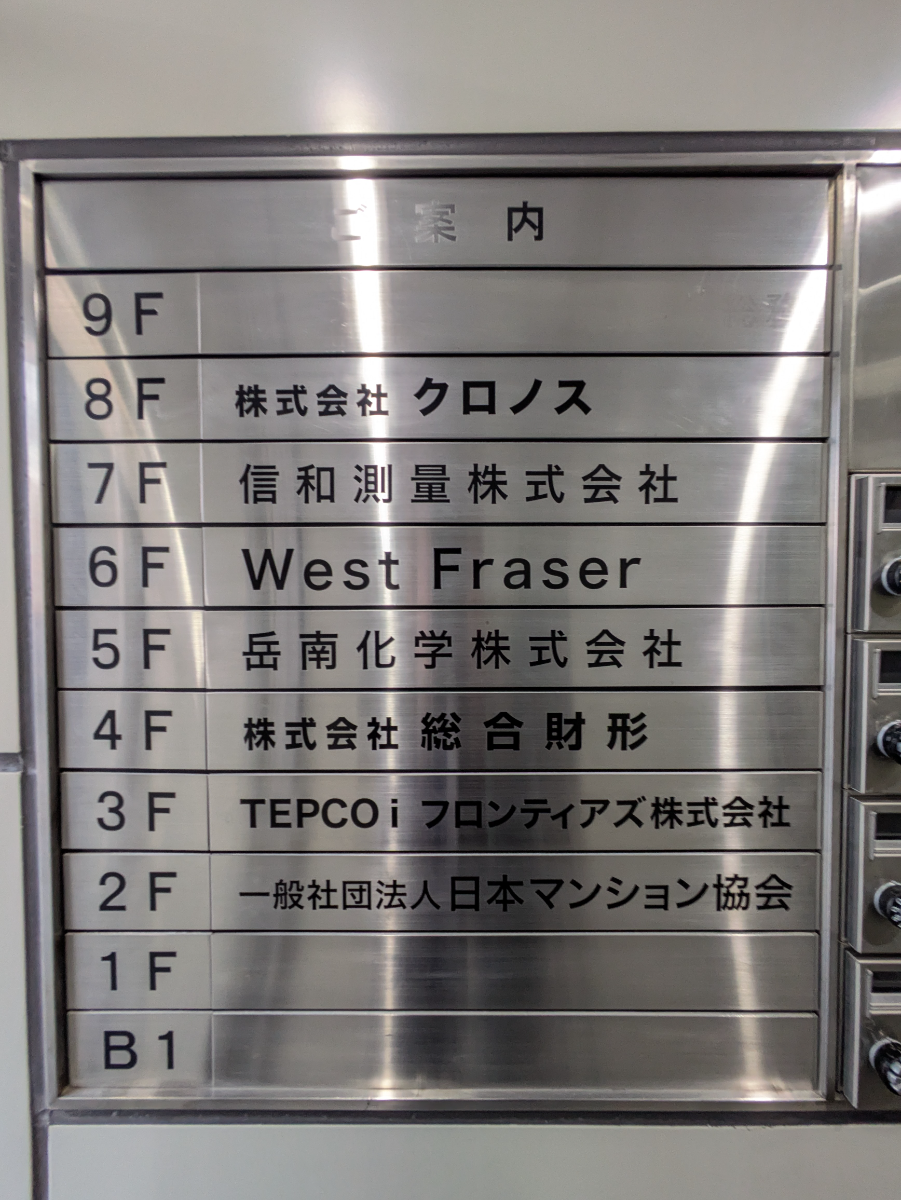 ご案内
9F
8F 株式会社 クロノス
7F 信和測量株式会社
6F West Fraser
5F 岳南化学株式会社
4F 株式会社 総合財形
3F TEPCO i フロンティアズ株式会社
2F 一般社団法人日本マンション協会
1F
B1